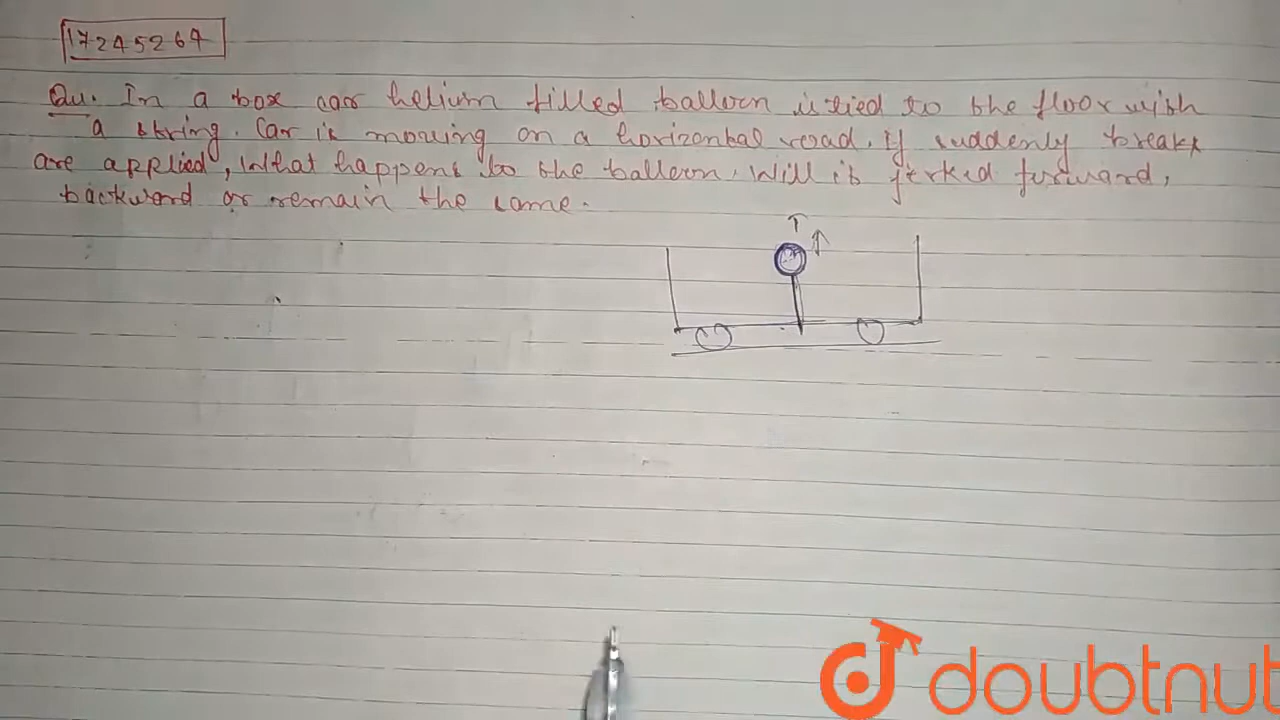 17245264
Qu. In a box car helium filled balloon is tied to the floor with
a string. Car is moving on a horizontal road. If suddenly breaks
are applied, What happens to the balloon. Will it jerked forward,
backward or remain the same.
T
doubtnut